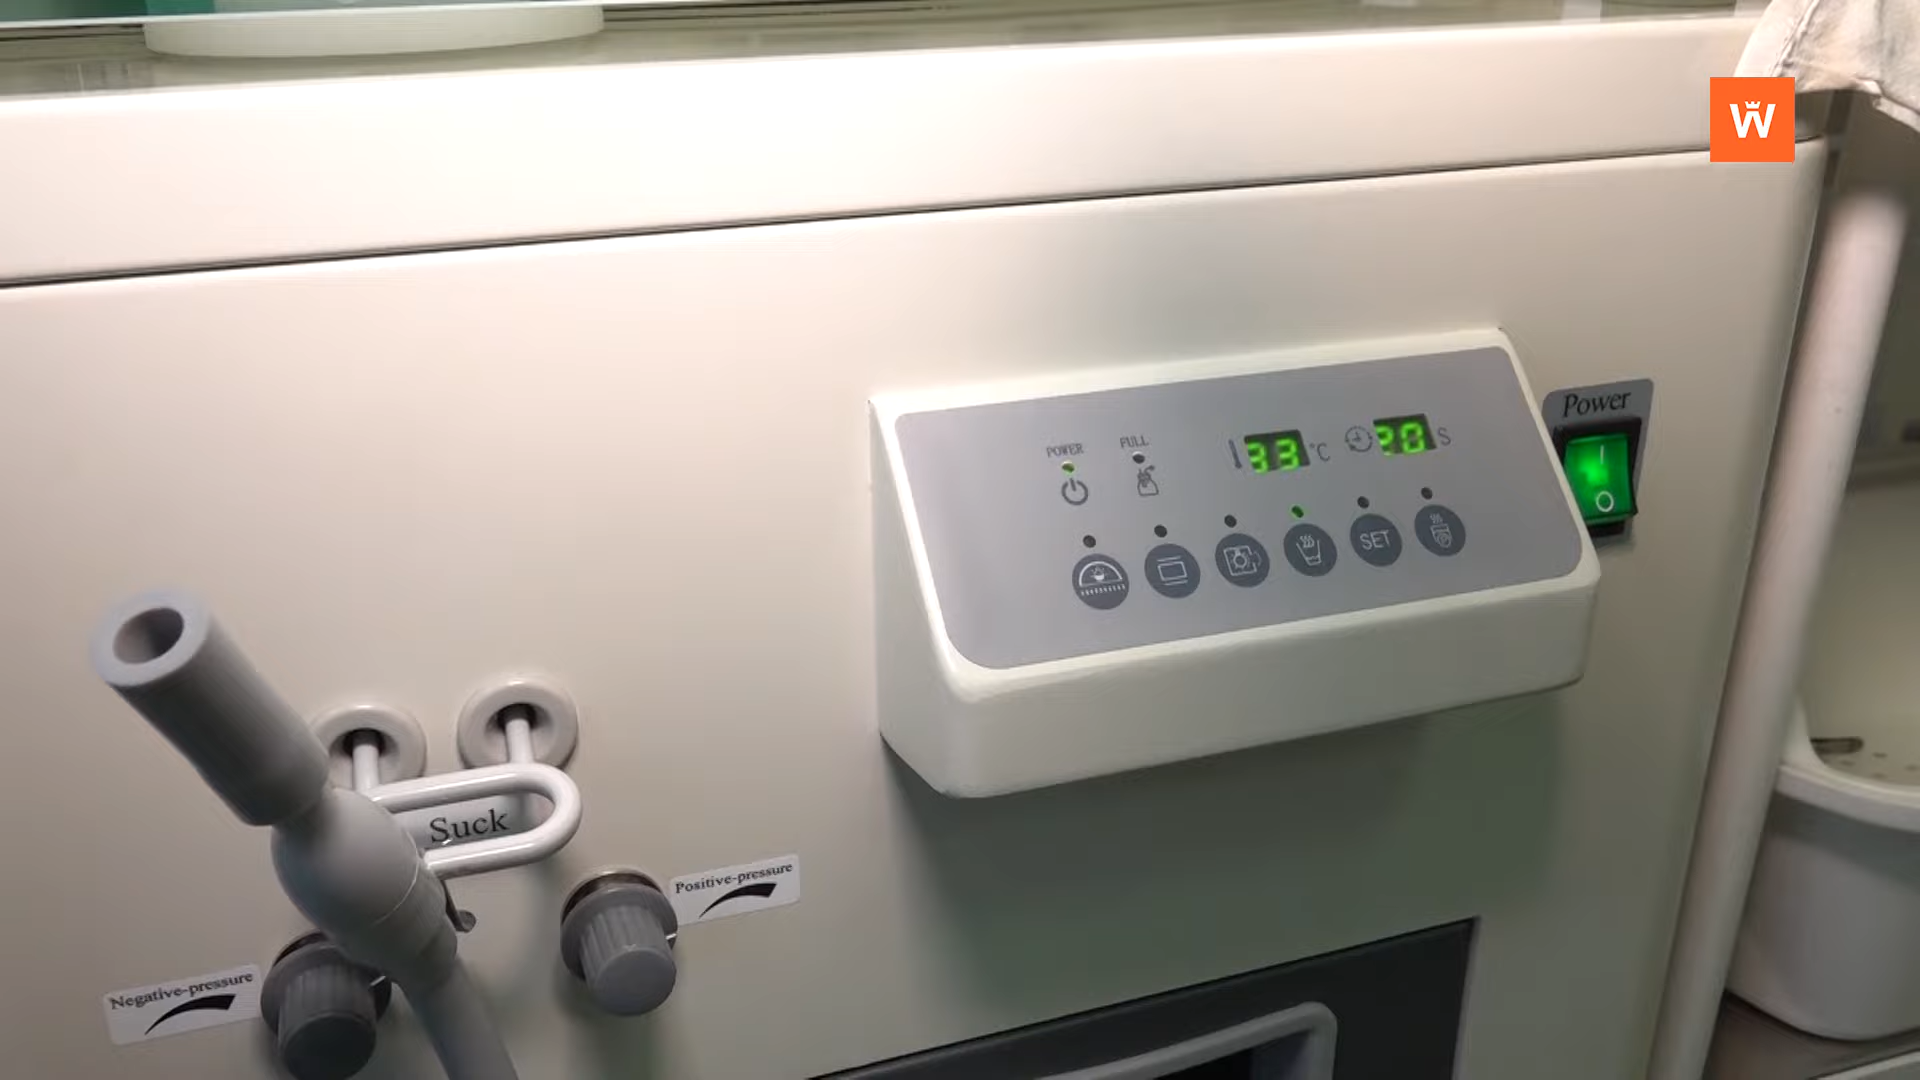 W
Power
POWER
FULL
33 °C
20 S
SET
Suck
Positive-pressure
Negative-pressure
I
O